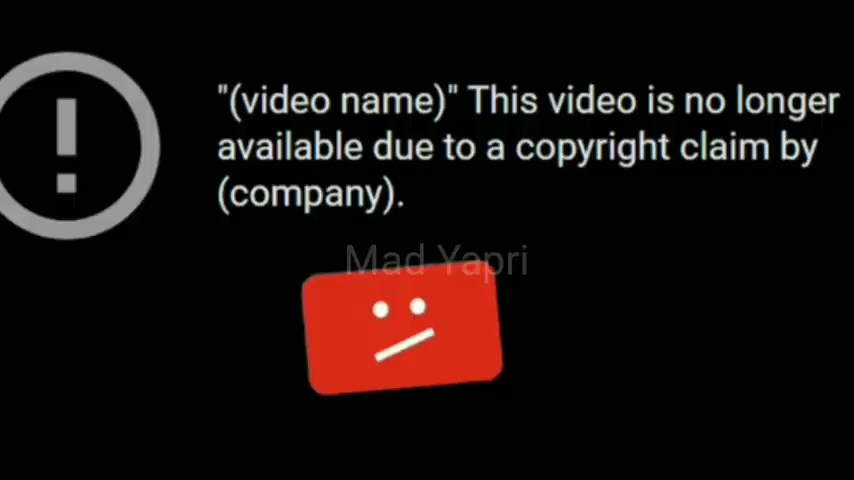 "(video name)" This video is no longer
available due to a copyright claim by
(company).
Mad Yapri